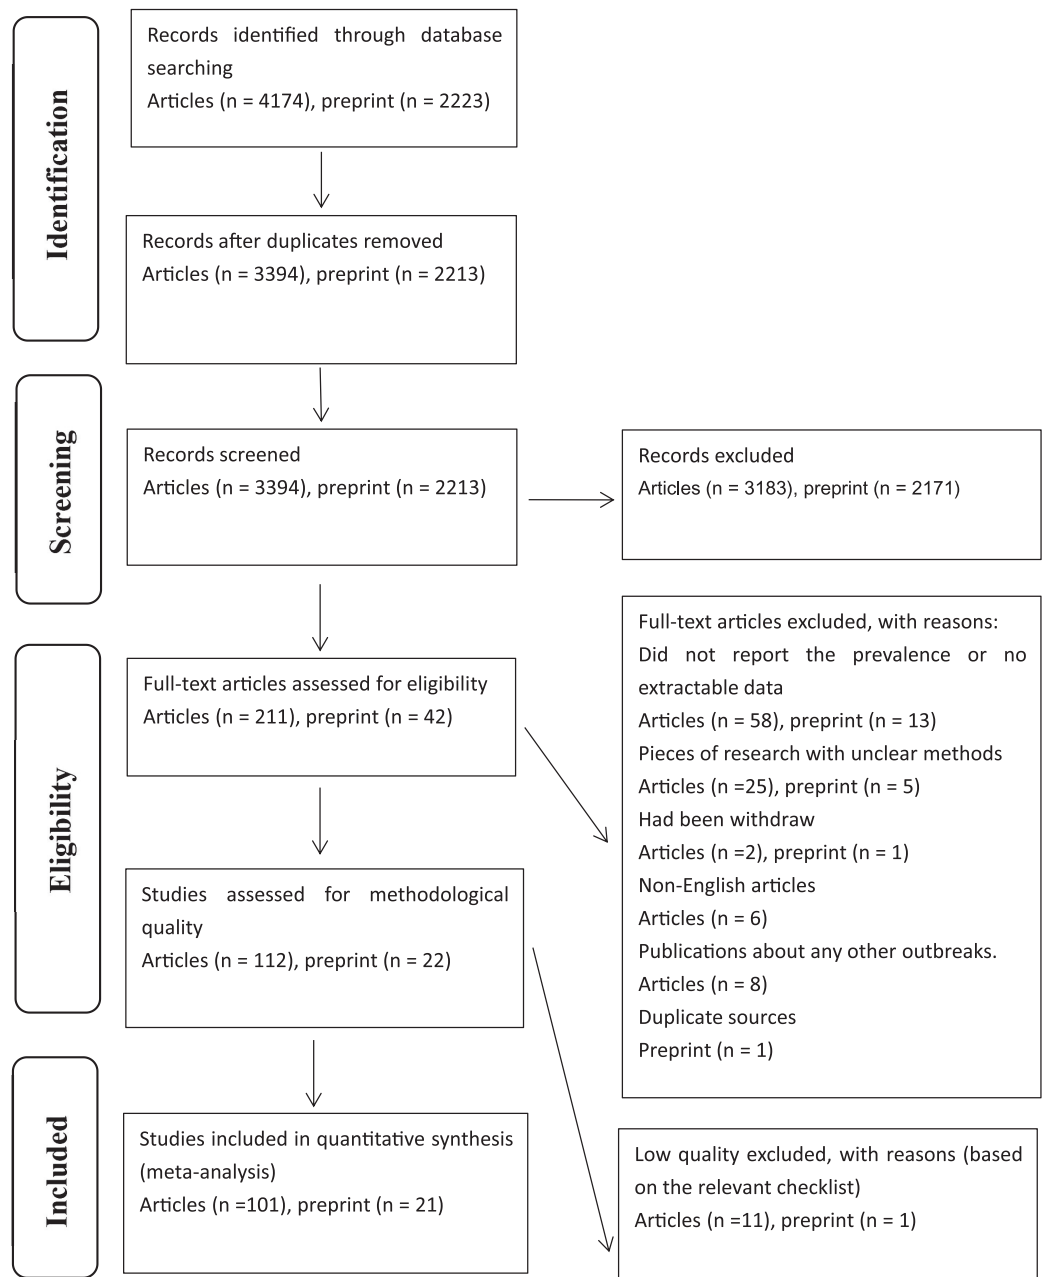 Identification
Records identified through database
searching
Articles (n = 4174), preprint (n = 2223)
Records after duplicates removed
Articles (n = 3394), preprint (n = 2213)
Screening
Records screened
Articles (n = 3394), preprint (n = 2213)
Records excluded
Articles (n = 3183), preprint (n = 2171)
Eligibility
Full-text articles assessed for eligibility
Articles (n = 211), preprint (n = 42)
Full-text articles excluded, with reasons:
Did not report the prevalence or no
extractable data
Articles (n = 58), preprint (n = 13)
Pieces of research with unclear methods
Articles (n =25), preprint (n = 5)
Had been withdraw
Articles (n =2), preprint (n = 1)
Non-English articles
Articles (n = 6)
Publications about any other outbreaks.
Articles (n = 8)
Duplicate sources
Preprint (n = 1)
Studies assessed for methodological
quality
Articles (n = 112), preprint (n = 22)
Included
Studies included in quantitative synthesis
(meta-analysis)
Articles (n =101), preprint (n = 21)
Low quality excluded, with reasons (based
on the relevant checklist)
Articles (n =11), preprint (n = 1)